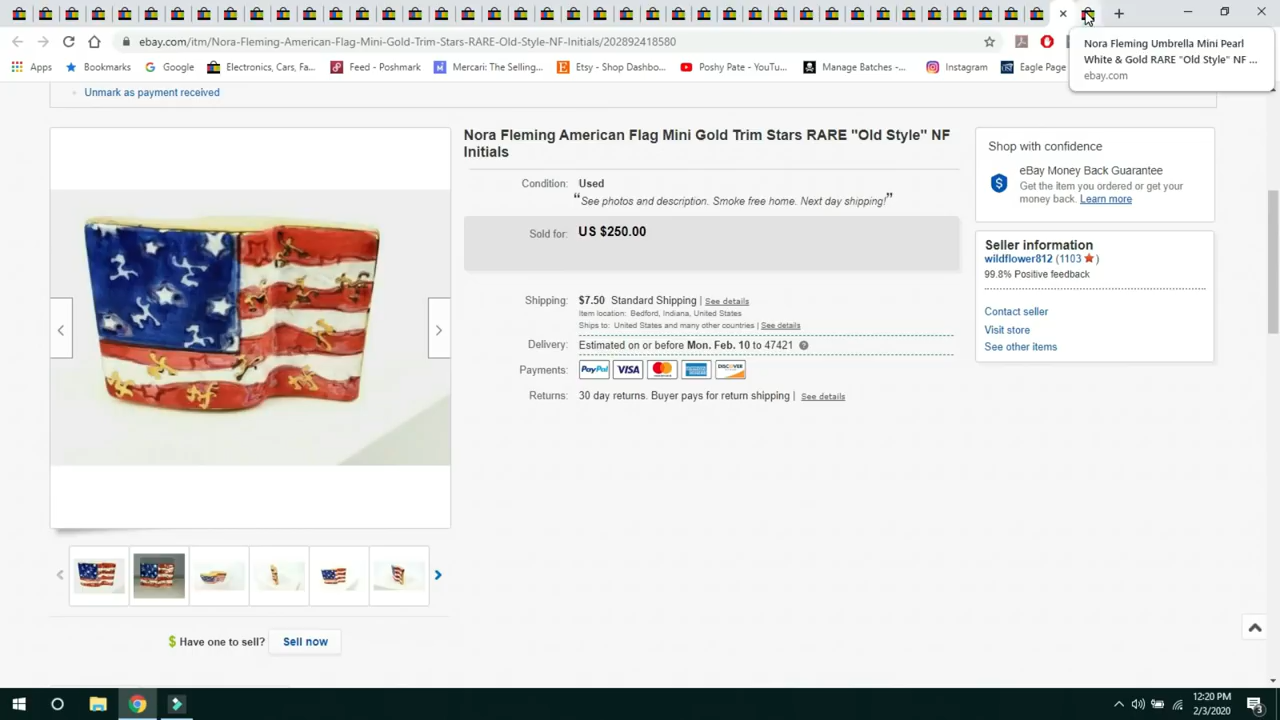 Nora Fleming Umbrella Mini Pearl
White & Gold RARE "Old Style" NF ...
ebay.com
ebay.com/itm/Nora-Fleming-American-Flag-Mini-Gold-Trim-Stars-RARE-Old-Style-NF-Initials/202892418580
Apps
Bookmarks
Google
Electronics, Cars, Fa...
Feed - Poshmark
Mercari: The Selling...
Etsy - Shop Dashbo...
Poshy Pate - YouTu...
Manage Batches -...
Instagram
Eagle Page
Unmark as payment received
Nora Fleming American Flag Mini Gold Trim Stars RARE "Old Style" NF
Initials
Condition: Used
“See photos and description. Smoke free home. Next day shipping!”
Sold for: US $250.00
Shipping: $7.50 Standard Shipping | See details
Item location: Bedford, Indiana, United States
Ships to: United States and many other countries | See details
Delivery: Estimated on or before Mon. Feb. 10 to 47421
Payments: PayPal VISA MasterCard AMERICAN EXPRESS DISCOVER
Returns: 30 day returns. Buyer pays for return shipping | See details
Shop with confidence
eBay Money Back Guarantee
Get the item you ordered or get your
money back. Learn more
Seller information
wildflower812 (1103 )
99.8% Positive feedback
Contact seller
Visit store
See other items
Have one to sell? Sell now
12:20 PM
2/3/2020
3